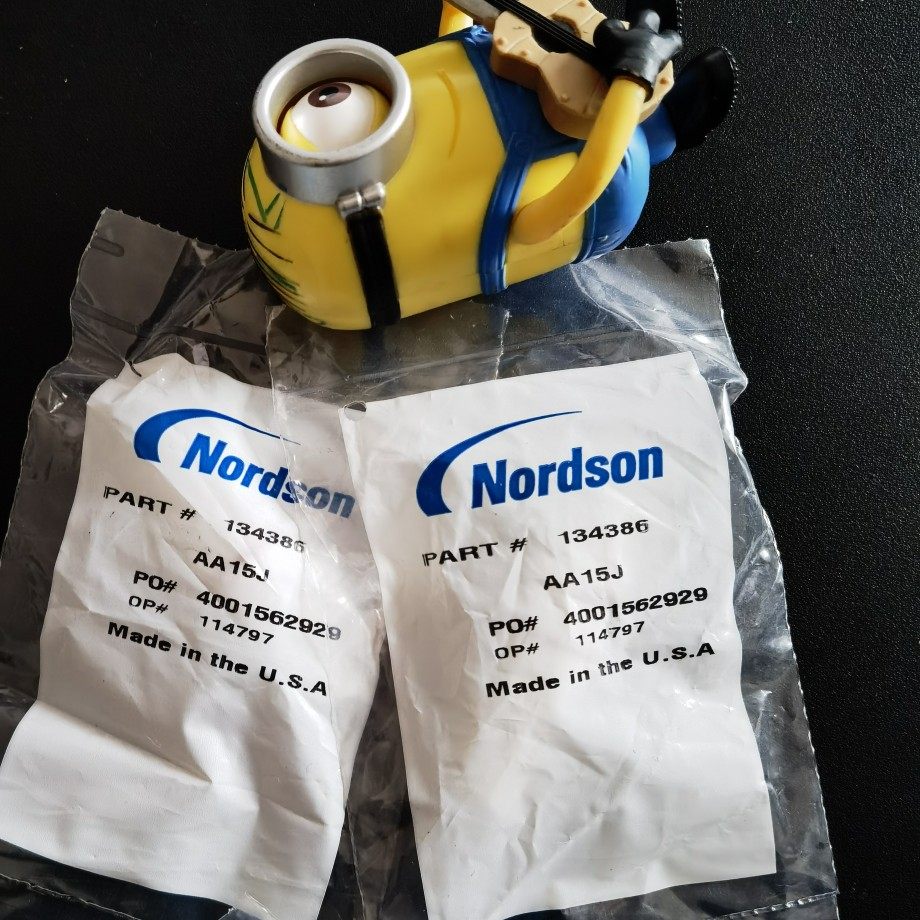 Nordson
PART # 134386
AA15J
PO# 4001562929
OP# 114797
Made in the U.S.A
Nordson
PART # 134386
AA15J
PO# 4001562929
OP# 114797
Made in the U.S.A